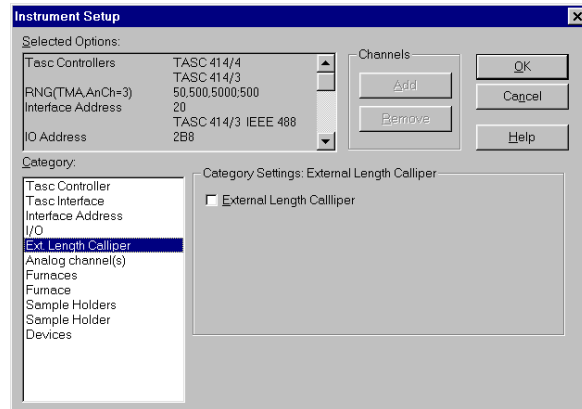 Instrument Setup
Selected Options:
Tasc Controllers TASC 414/4
TASC 414/3
RNG(TMA,AnCh=3) 50,500,5000;500
Interface Address 20
TASC 414/3 IEEE 488
IO Address 2B8
Channels
Add
Remove
OK
Cancel
Help
Category:
Tasc Controller
Tasc Interface
Interface Address
I/O
Ext. Length Calliper
Analog channel(s)
Furnaces
Furnace
Sample Holders
Sample Holder
Devices
Category Settings: External Length Calliper
External Length Callliper